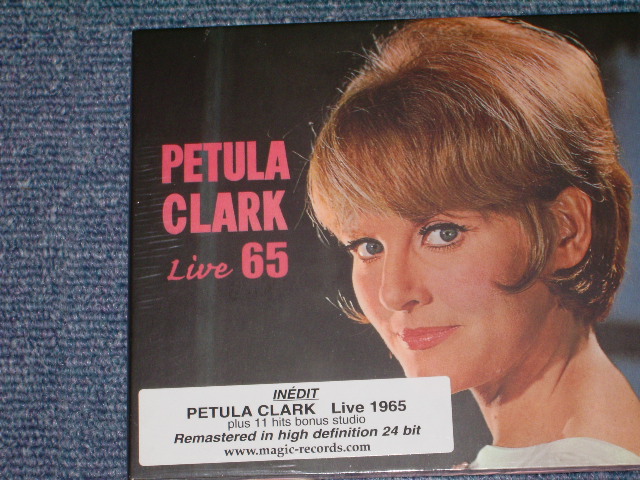 PETULA
CLARK
Live 65
INÉDIT
PETULA CLARK Live 1965
plus 11 hits bonus studio
Remastered in high definition 24 bit
www.magic-records.com